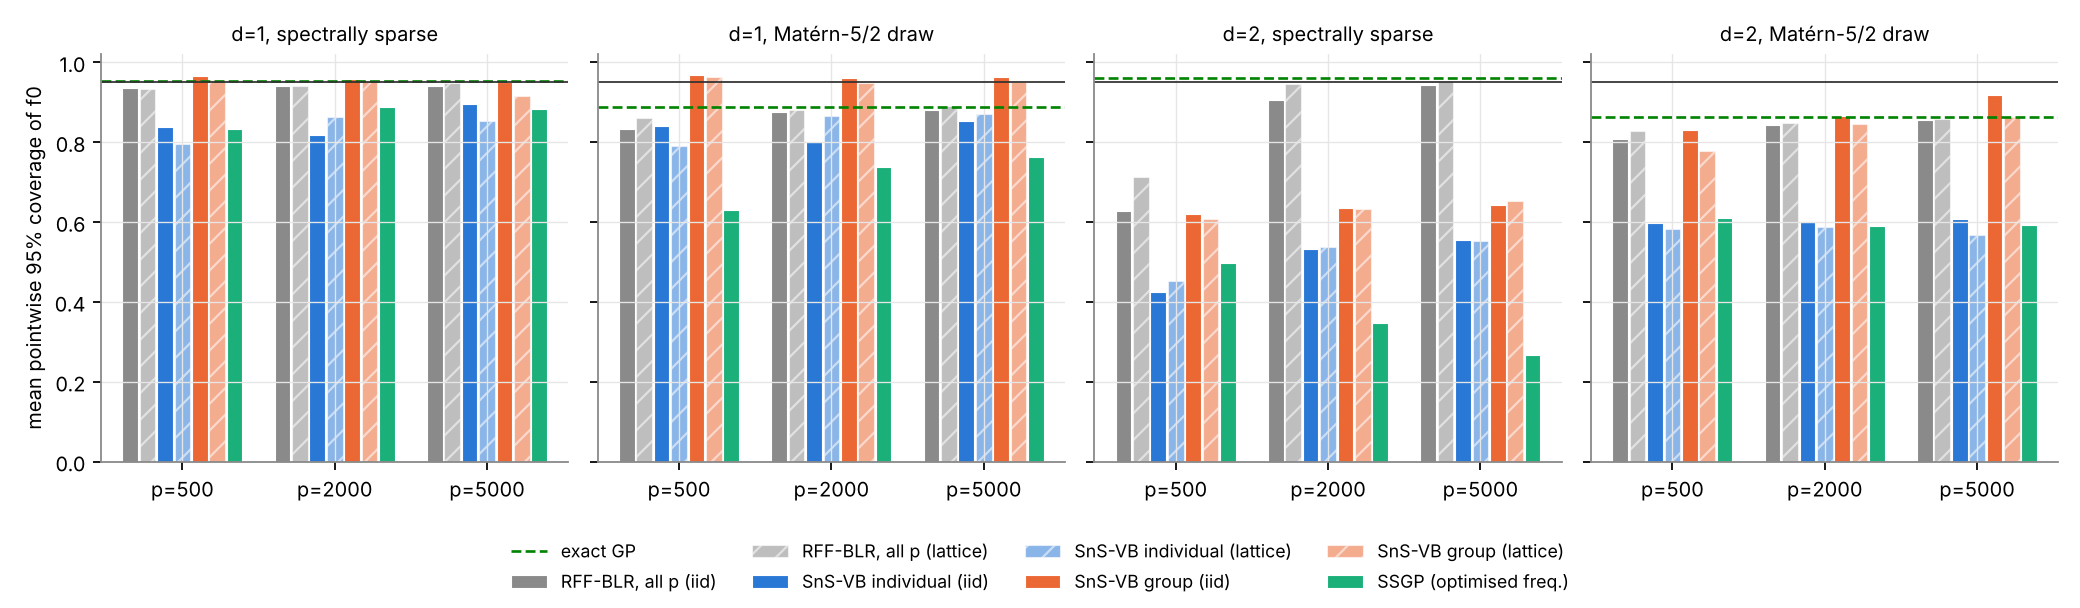 d=1, spectrally sparse
d=1, Matérn-5/2 draw
d=2, spectrally sparse
d=2, Matérn-5/2 draw
mean pointwise 95% coverage of f0
1.0
0.8
0.6
0.4
0.2
0.0
p=500 p=2000 p=5000
p=500 p=2000 p=5000
p=500 p=2000 p=5000
p=500 p=2000 p=5000
exact GP
RFF-BLR, all p (iid)
RFF-BLR, all p (lattice)
SnS-VB individual (iid)
SnS-VB individual (lattice)
SnS-VB group (iid)
SnS-VB group (lattice)
SSGP (optimised freq.)